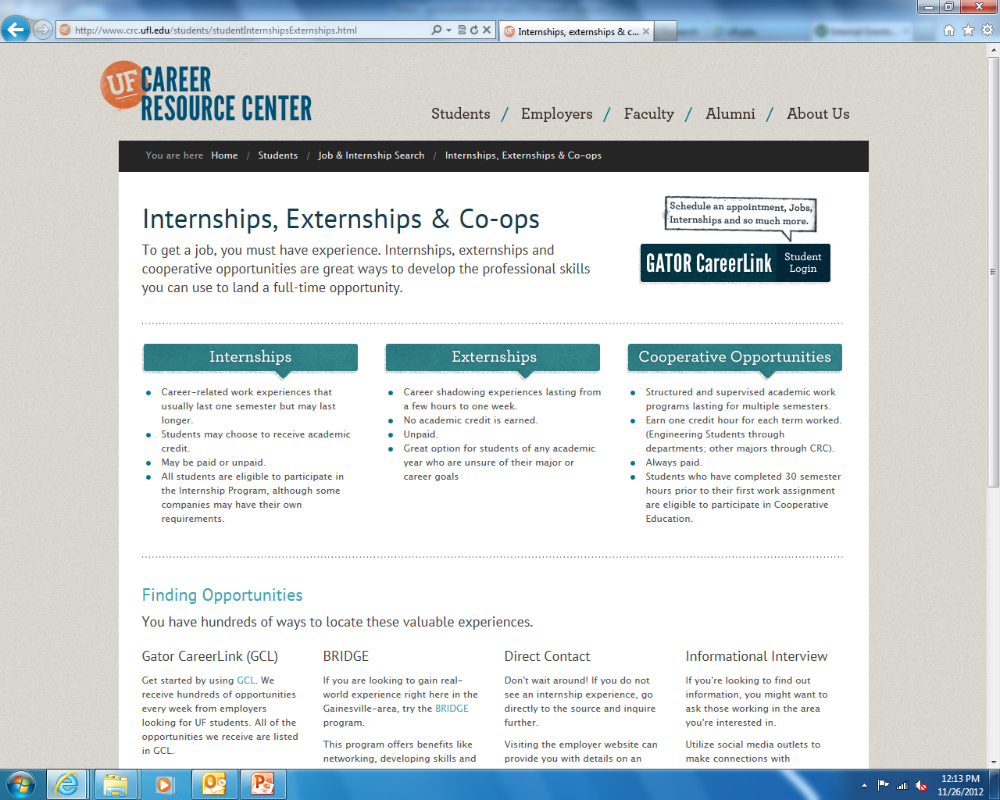 http://www.crc.ufl.edu/students/studentInternshipsExternships.html
Internships, externships & c...
UF CAREER
RESOURCE CENTER
Students / Employers / Faculty / Alumni / About Us
You are here Home / Students / Job & Internship Search / Internships, Externships & Co-ops
Internships, Externships & Co-ops
To get a job, you must have experience. Internships, externships and
cooperative opportunities are great ways to develop the professional skills
you can use to land a full-time opportunity.
Schedule an appointment, Jobs,
Internships and so much more.
GATOR CareerLink
Student
Login
Internships
Career-related work experiences that
usually last one semester but may last
longer.
Students may choose to receive academic
credit.
May be paid or unpaid.
All students are eligible to participate in
the Internship Program, although some
companies may have their own
requirements.
Externships
Career shadowing experiences lasting from
a few hours to one week.
No academic credit is earned.
Unpaid.
Great option for students of any academic
year who are unsure of their major or
career goals
Cooperative Opportunities
Structured and supervised academic work
programs lasting for multiple semesters.
Earn one credit hour for each term worked.
(Engineering Students through
departments; other majors through CRC).
Always paid.
Students who have completed 30 semester
hours prior to their first work assignment
are eligible to participate in Cooperative
Education.
Finding Opportunities
You have hundreds of ways to locate these valuable experiences.
Gator CareerLink (GCL)
Get started by using GCL. We
receive hundreds of opportunities
every week from employers
looking for UF students. All of the
opportunities we receive are listed
in GCL.
BRIDGE
If you are looking to gain real-
world experience right here in the
Gainesville-area, try the BRIDGE
program.
This program offers benefits like
networking, developing skills and
Direct Contact
Don't wait around! If you do not
see an internship experience, go
directly to the source and inquire
further.
Visiting the employer website can
provide you with details on an
Informational Interview
If you're looking to find out
information, you might want to
ask those working in the area
you're interested in.
Utilize social media outlets to
make connections with
12:13 PM
11/26/2012